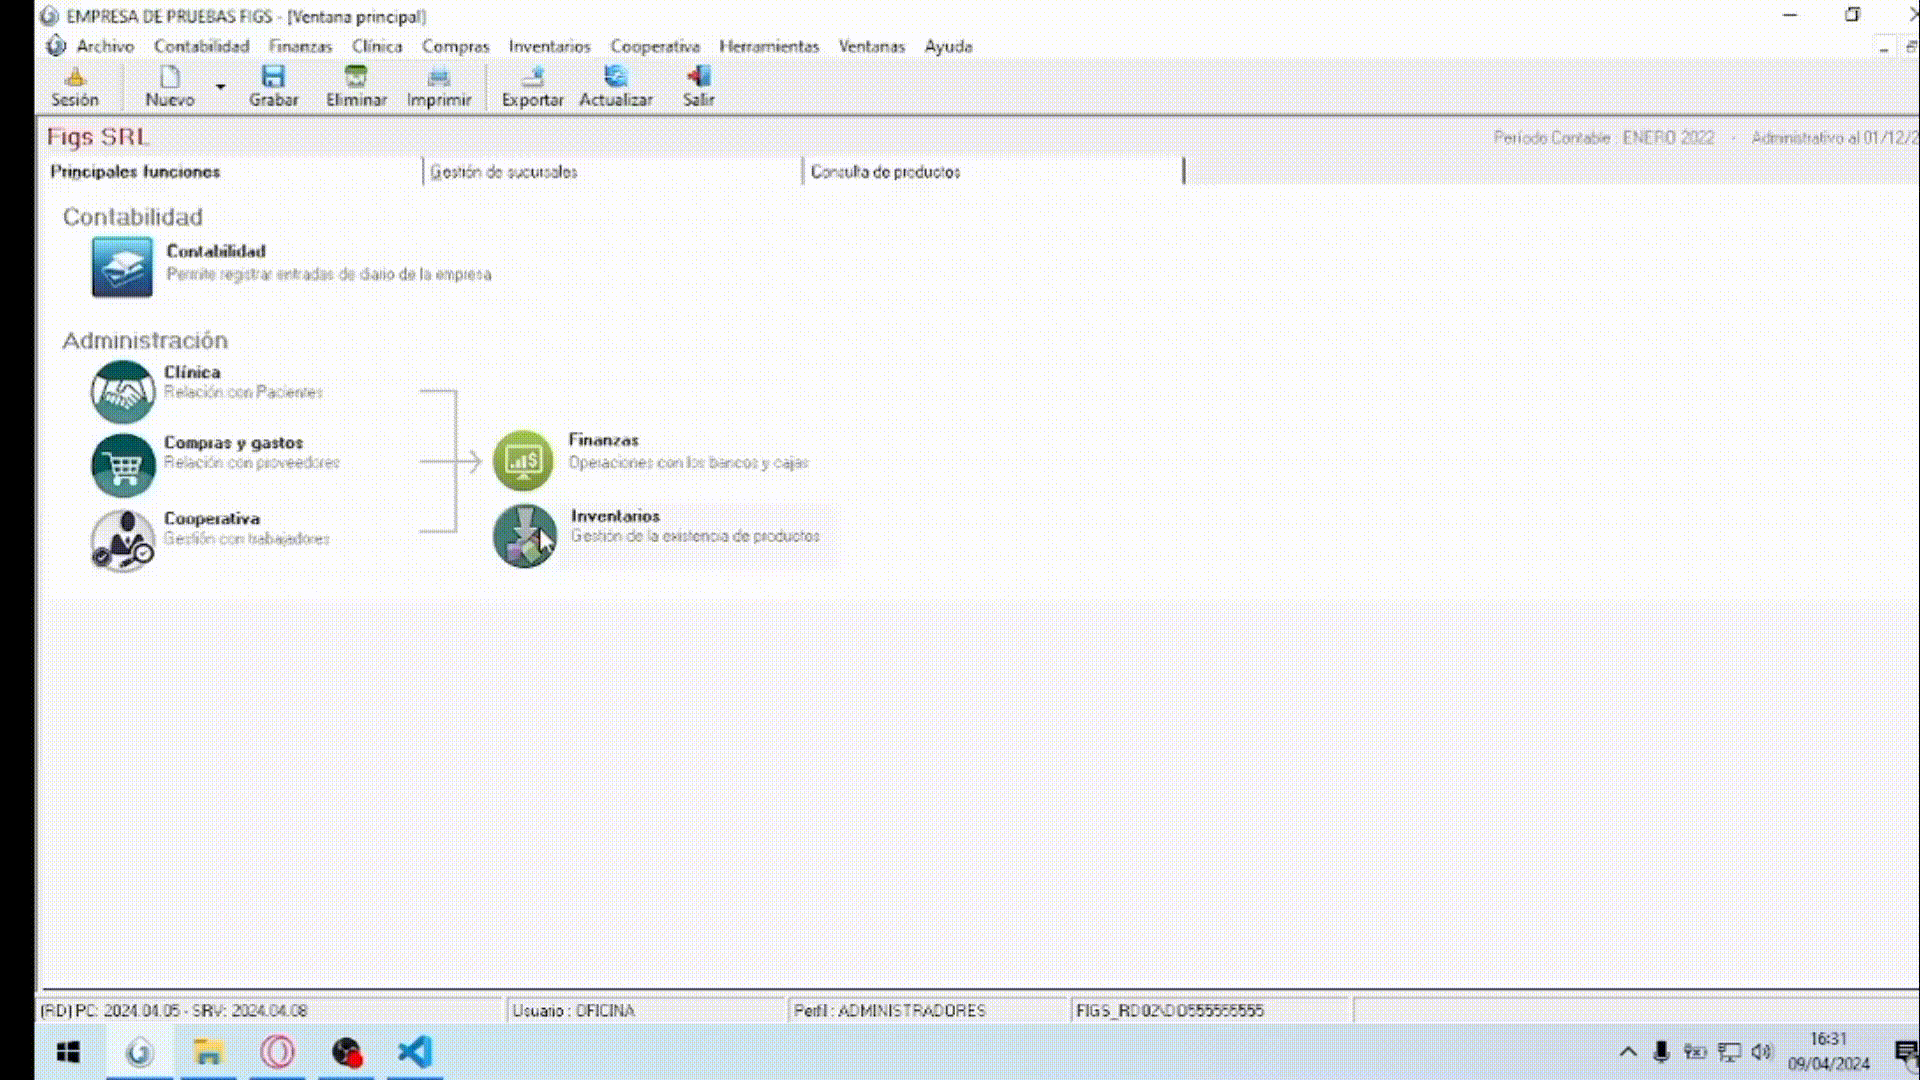 EMPRESA DE PRUEBAS FIGS - [Ventana principal]
Archivo Contabilidad Finanzas Clínica Compras Inventarios Cooperativa Herramientas Ventanas Ayuda
Sesión Nuevo Grabar Eliminar Imprimir Exportar Actualizar Salir
Figs SRL
Período Contable : ENERO 2022 - Administrativo al 01/12/2
Principales funciones Gestión de sucursales Consulta de productos
Contabilidad
Contabilidad
Permite registrar entradas de diario de la empresa
Administración
Clínica
Relación con Pacientes
Compras y gastos
Relación con proveedores
Cooperativa
Gestión con trabajadores
Finanzas
Operaciones con los bancos y cajas
Inventarios
Gestión de la existencia de productos
(RD) PC: 2024.04.05 - SRV: 2024.04.08 Usuario : OFICINA Perfil : ADMINISTRADORES FIGS_RD02\DO555555555
16:31
09/04/2024